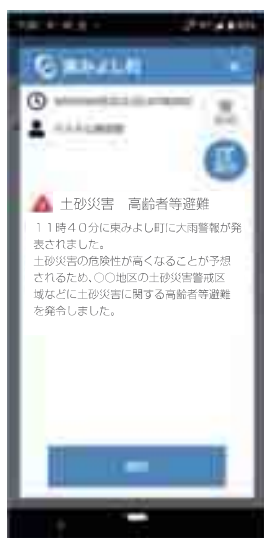 東みよし町
土砂災害 高齢者等避難
11時40分に東みよし町に大雨警報が発
表されました。
土砂災害の危険性が高くなることが予想
されるため、○○地区の土砂災害警戒区
域などに土砂災害に関する高齢者等避難
を発令しました。